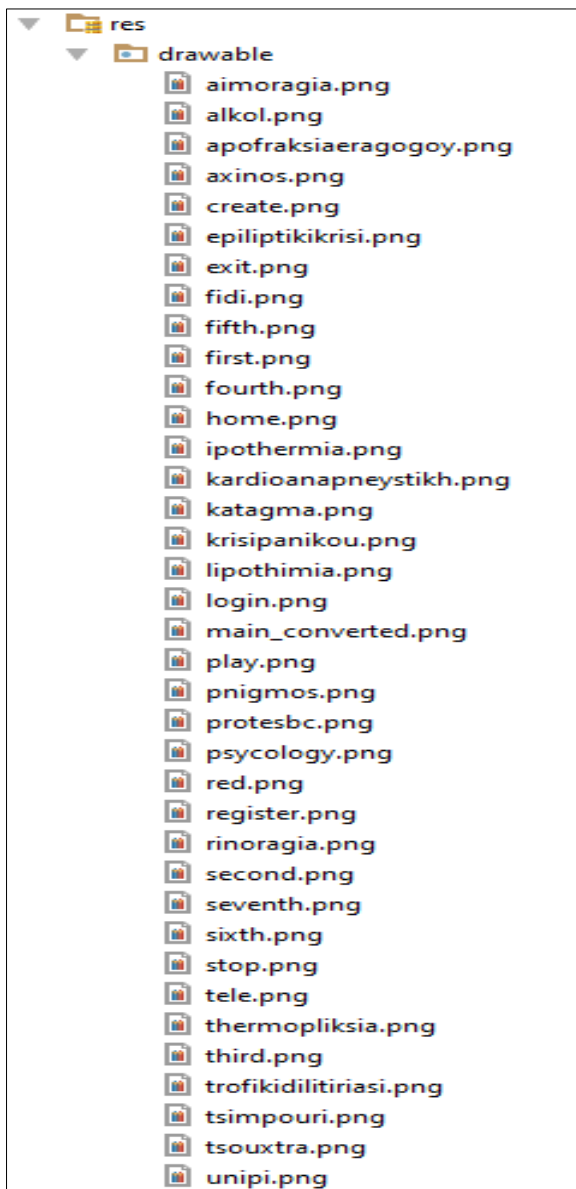 res
drawable
aimoragia.png
alkol.png
apofraksiaeragogoy.png
axinos.png
create.png
epiliptikikrisi.png
exit.png
fidi.png
fifth.png
first.png
fourth.png
home.png
ipothermia.png
kardioanapneystikh.png
katagma.png
krisipanikou.png
lipothimia.png
login.png
main_converted.png
play.png
pnigmos.png
protesbc.png
psycology.png
red.png
register.png
rinoragia.png
second.png
seventh.png
sixth.png
stop.png
tele.png
thermopliksia.png
third.png
trofikidilitiriasi.png
tsimpouri.png
tsouxtra.png
unipi.png